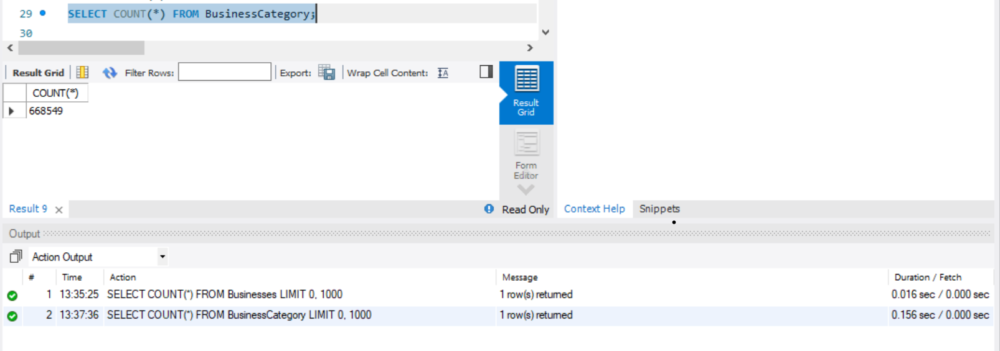 29 SELECT COUNT(*) FROM BusinessCategory;
30
Result Grid Filter Rows: Export: Wrap Cell Content: IA
COUNT(*)
668549
Result
Grid
Form
Editor
Result 9 Read Only Context Help Snippets
Output
Action Output
# Time Action Message Duration / Fetch
1 13:35:25 SELECT COUNT(*) FROM Businesses LIMIT 0, 1000 1 row(s) returned 0.016 sec / 0.000 sec
2 13:37:36 SELECT COUNT(*) FROM BusinessCategory LIMIT 0, 1000 1 row(s) returned 0.156 sec / 0.000 sec